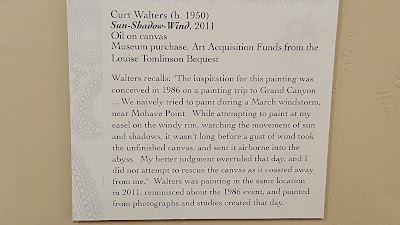 Curt Walters (b. 1950)
Sun-Shadow-Wind, 2011
Oil on canvas
Museum purchase, Art Acquisition Funds from the
Louise Tomlinson Bequest
Walters recalls: "The inspiration for this painting was
conceived in 1986 on a painting trip to Grand Canyon
... We naively tried to paint during a March windstorm,
near Mohave Point. While attempting to paint at my
easel on the windy rim, watching the movement of sun
and shadows, it wasn't long before a gust of wind took
the unfinished canvas, and sent it airborne into the
abyss. My better judgment overruled that day, and I
did not attempt to rescue the canvas as it coasted away
from me." Walters was painting in the same location
in 2011, reminisced about the 1986 event, and painted
from photographs and studies created that day.